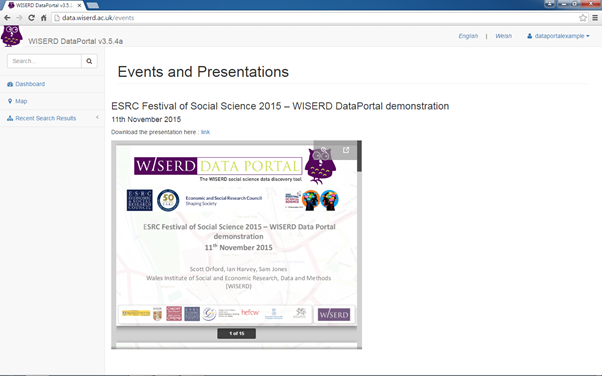 WISERD DataPortal v3.5.
data.wiserd.ac.uk/events
WISERD DataPortal v3.5.4a
English | Welsh dataportalexample
Search...
Dashboard
Map
Recent Search Results
Events and Presentations
ESRC Festival of Social Science 2015 – WISERD DataPortal demonstration
11th November 2015
Download the presentation here : link
WISERD DATA PORTAL
The WISERD social science data discovery tool
E·S·R·C
ECONOMIC
& SOCIAL
RESEARCH
COUNCIL
50
Economic and Social Research Council
Shaping Society
ESRC Festival of Social Science 2015 – WISERD Data Portal
demonstration
11th November 2015
Scott Orford, Ian Harvey, Sam Jones
Wales Institute of Social and Economic Research, Data and Methods
(WISERD)
hefcw
WISERD
1 of 15